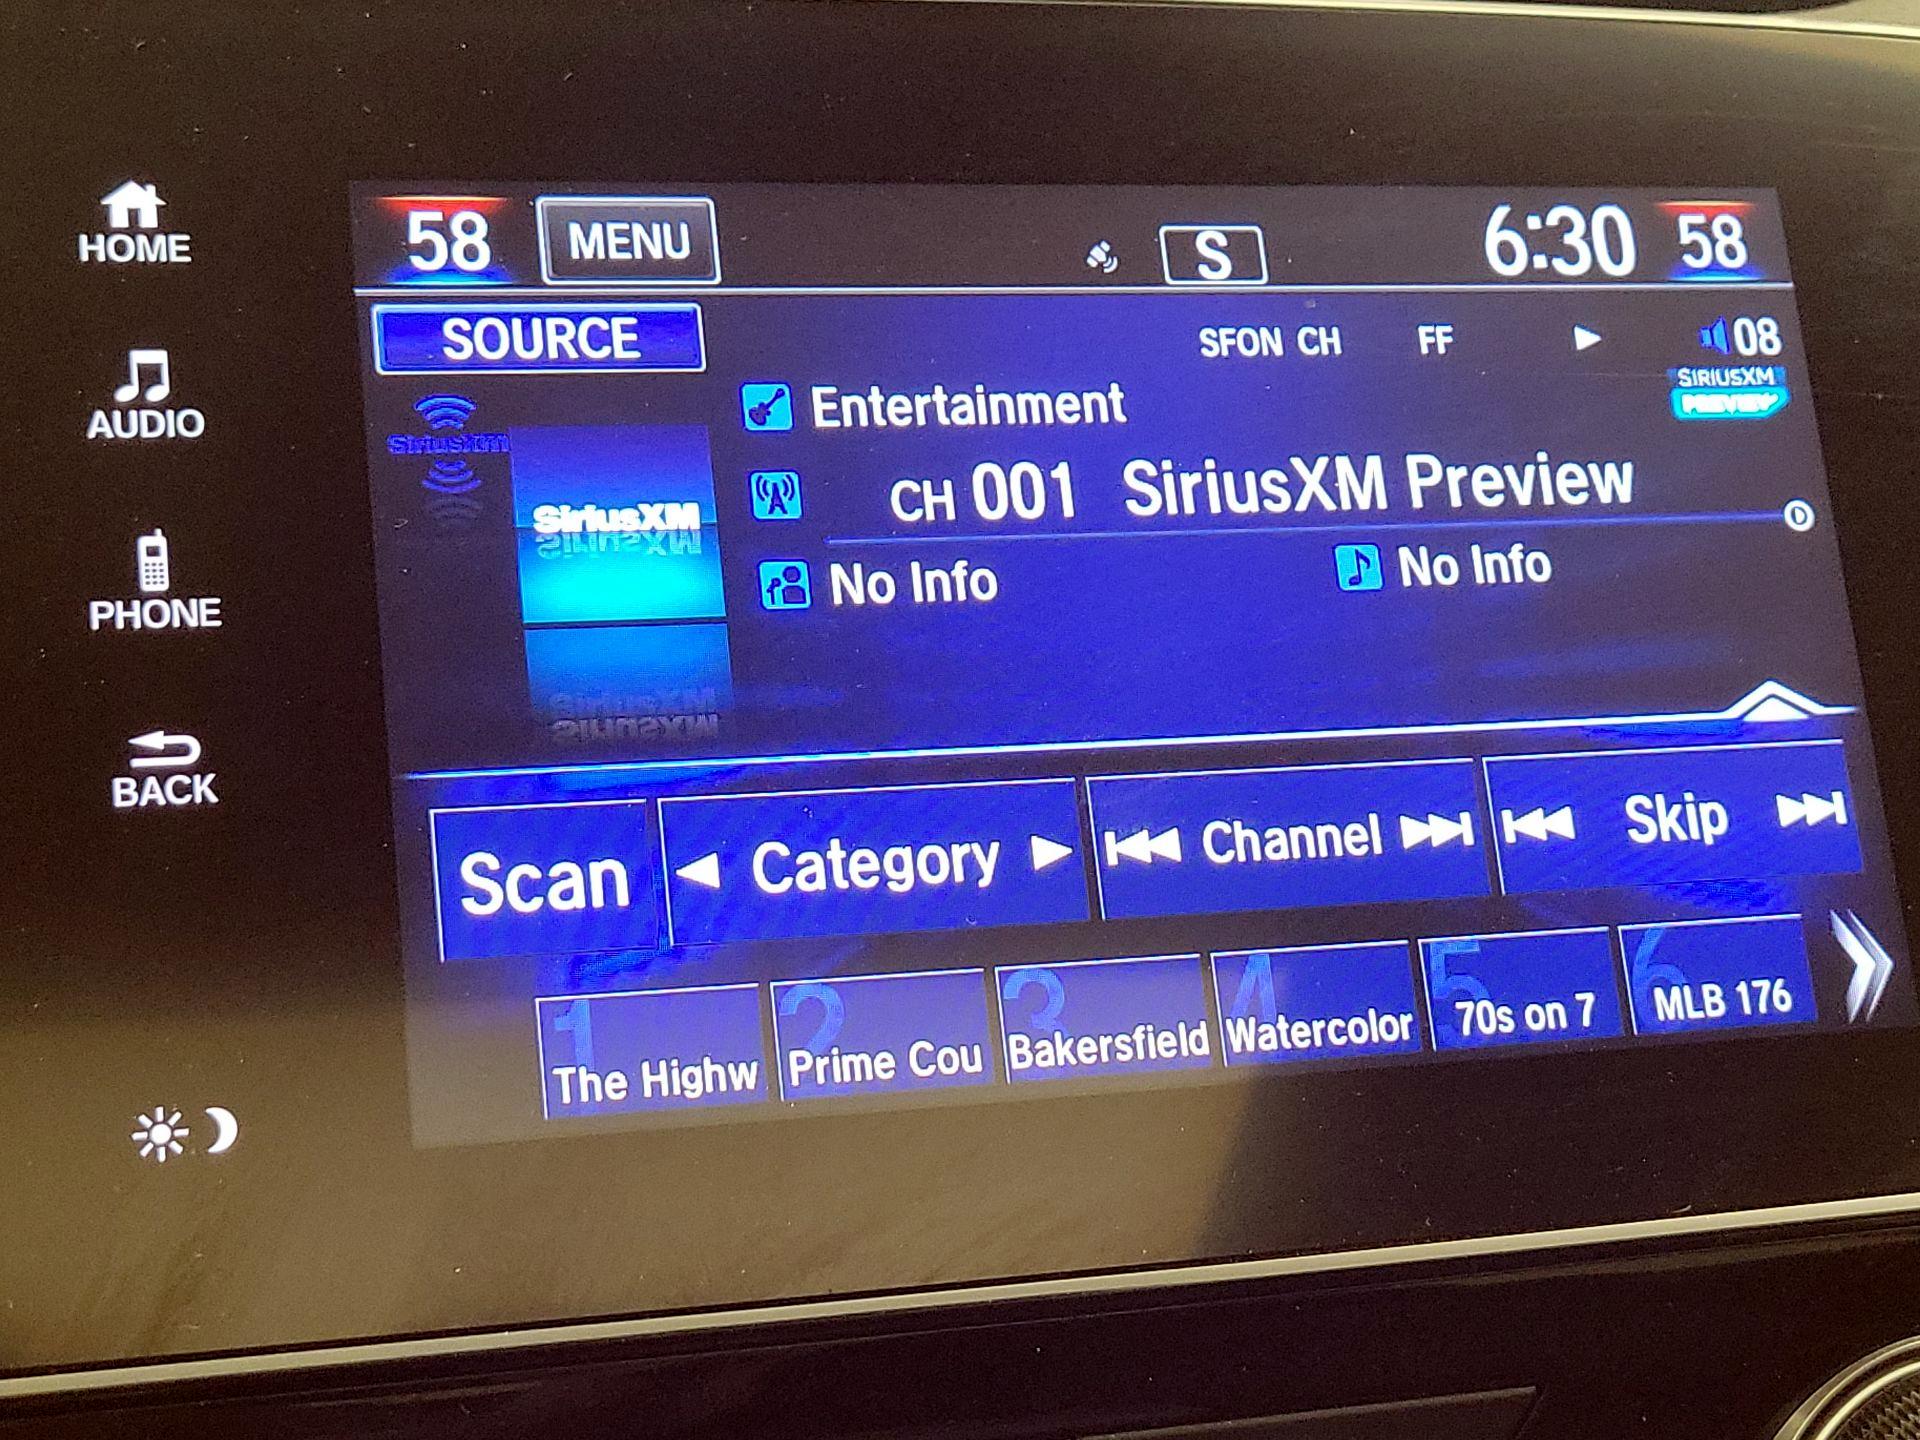 HOME
AUDIO
PHONE
BACK
58 MENU S 6:30 58
SOURCE SFON CH FF 08
SIRIUSXM
PREVIEW
SiriusXM
SiriusXM
Entertainment
CH 001 SiriusXM Preview
No Info No Info
Scan Category Channel Skip
1 2 3 4 5 6
The Highw Prime Cou Bakersfield Watercolor 70s on 7 MLB 176